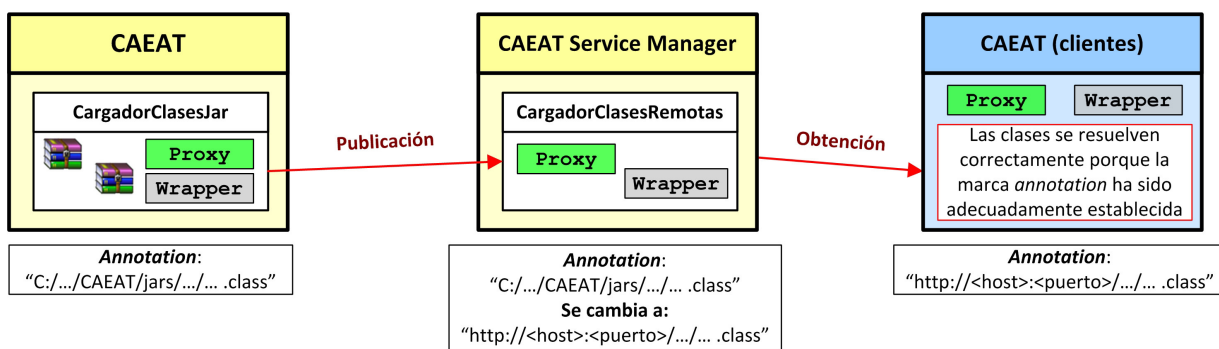 CAEAT
CargadorClasesJar
Proxy
Wrapper
Annotation:
“C:/.../CAEAT/jars/.../... .class”
Publicación
CAEAT Service Manager
CargadorClasesRemotas
Proxy
Wrapper
Annotation:
“C:/.../CAEAT/jars/.../... .class”
Se cambia a:
“http://<host>:<puerto>/.../... .class”
Obtención
CAEAT (clientes)
Proxy
Wrapper
Las clases se resuelven
correctamente porque la
marca annotation ha sido
adecuadamente establecida
Annotation:
“http://<host>:<puerto>/.../... .class”